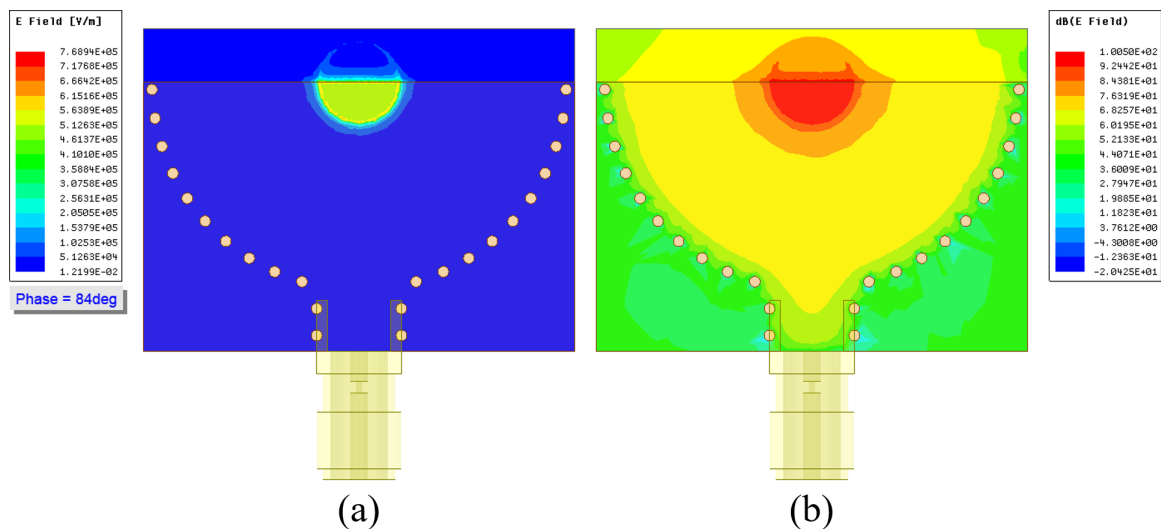 E Field [V/m]
7.6894E+05
7.1768E+05
6.6642E+05
6.1516E+05
5.6389E+05
5.1263E+05
4.6137E+05
4.1010E+05
3.5884E+05
3.0758E+05
2.5631E+05
2.0505E+05
1.5379E+05
1.0253E+05
5.1263E+04
1.2199E-02
Phase = 84deg
(a)
dB(E Field)
1.0050E+02
9.2442E+01
8.4381E+01
7.6319E+01
6.8257E+01
6.0195E+01
5.2133E+01
4.4071E+01
3.6009E+01
2.7947E+01
1.9885E+01
1.1823E+01
3.7612E+00
-4.3008E+00
-1.2363E+01
-2.0425E+01
(b)